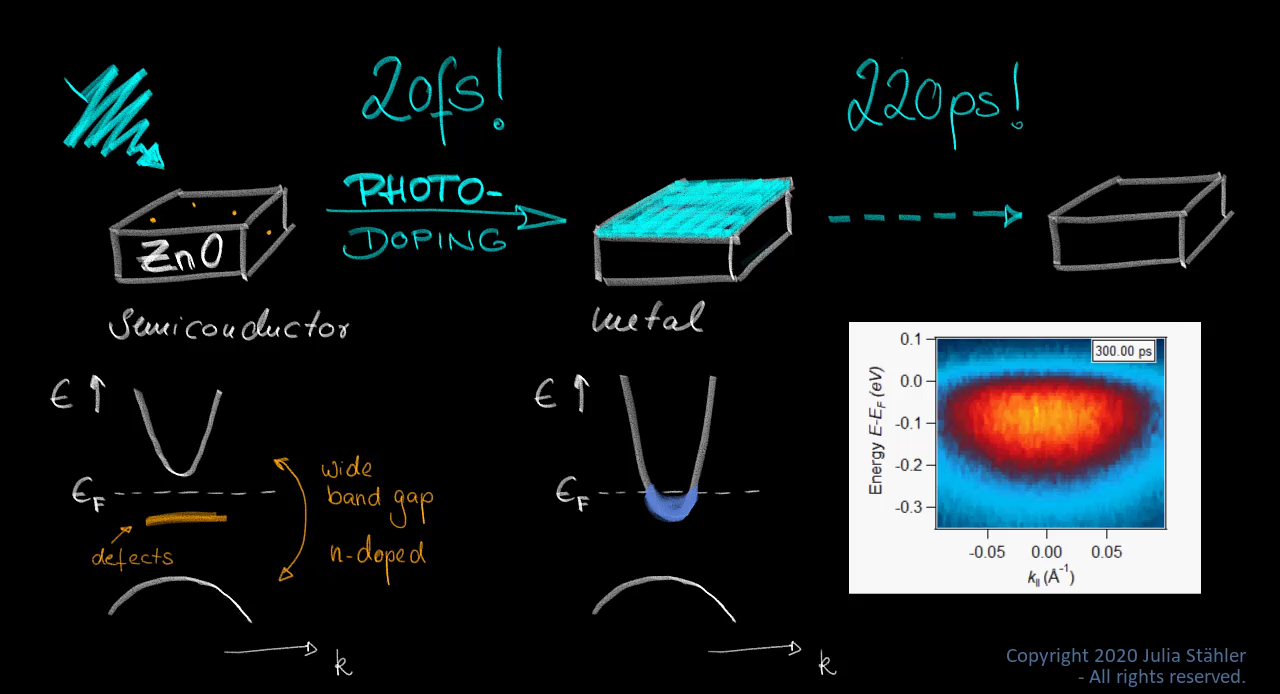 20fs!
220ps!
PHOTO-
DOPING
ZnO
semiconductor
metal
E
E
wide
band gap
n-doped
E_F
E_F
defects
k
k
300.00 ps
0.1
0.0
-0.1
-0.2
-0.3
Energy E-E_F (eV)
-0.05 0.00 0.05
k_|| (Å⁻¹)
Copyright 2020 Julia Stähler
- All rights reserved.